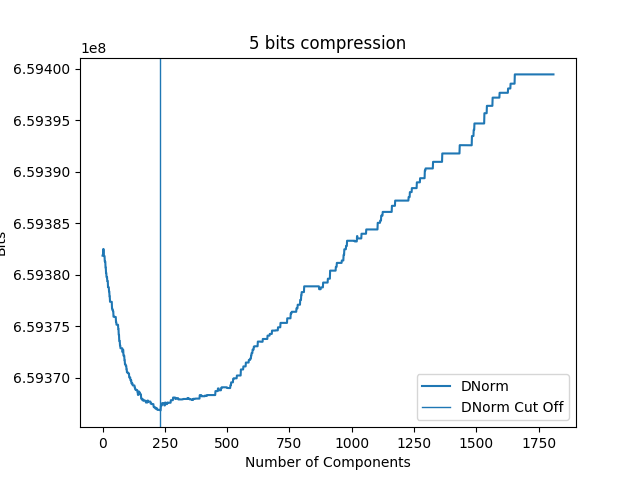 5 bits compression
1e8
6.59400
6.59395
6.59390
6.59385
6.59380
6.59375
6.59370
Bits
0 250 500 750 1000 1250 1500 1750
Number of Components
DNorm
DNorm Cut Off